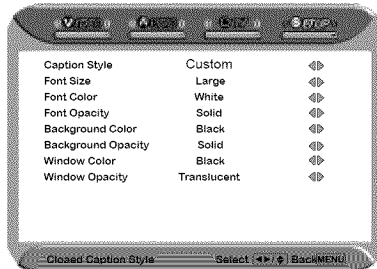 SETUP
Caption Style Custom
Font Size Large
Font Color White
Font Opacity Solid
Background Color Black
Background Opacity Solid
Window Color Black
Window Opacity Translucent
Closed Caption Style Select Back MENU